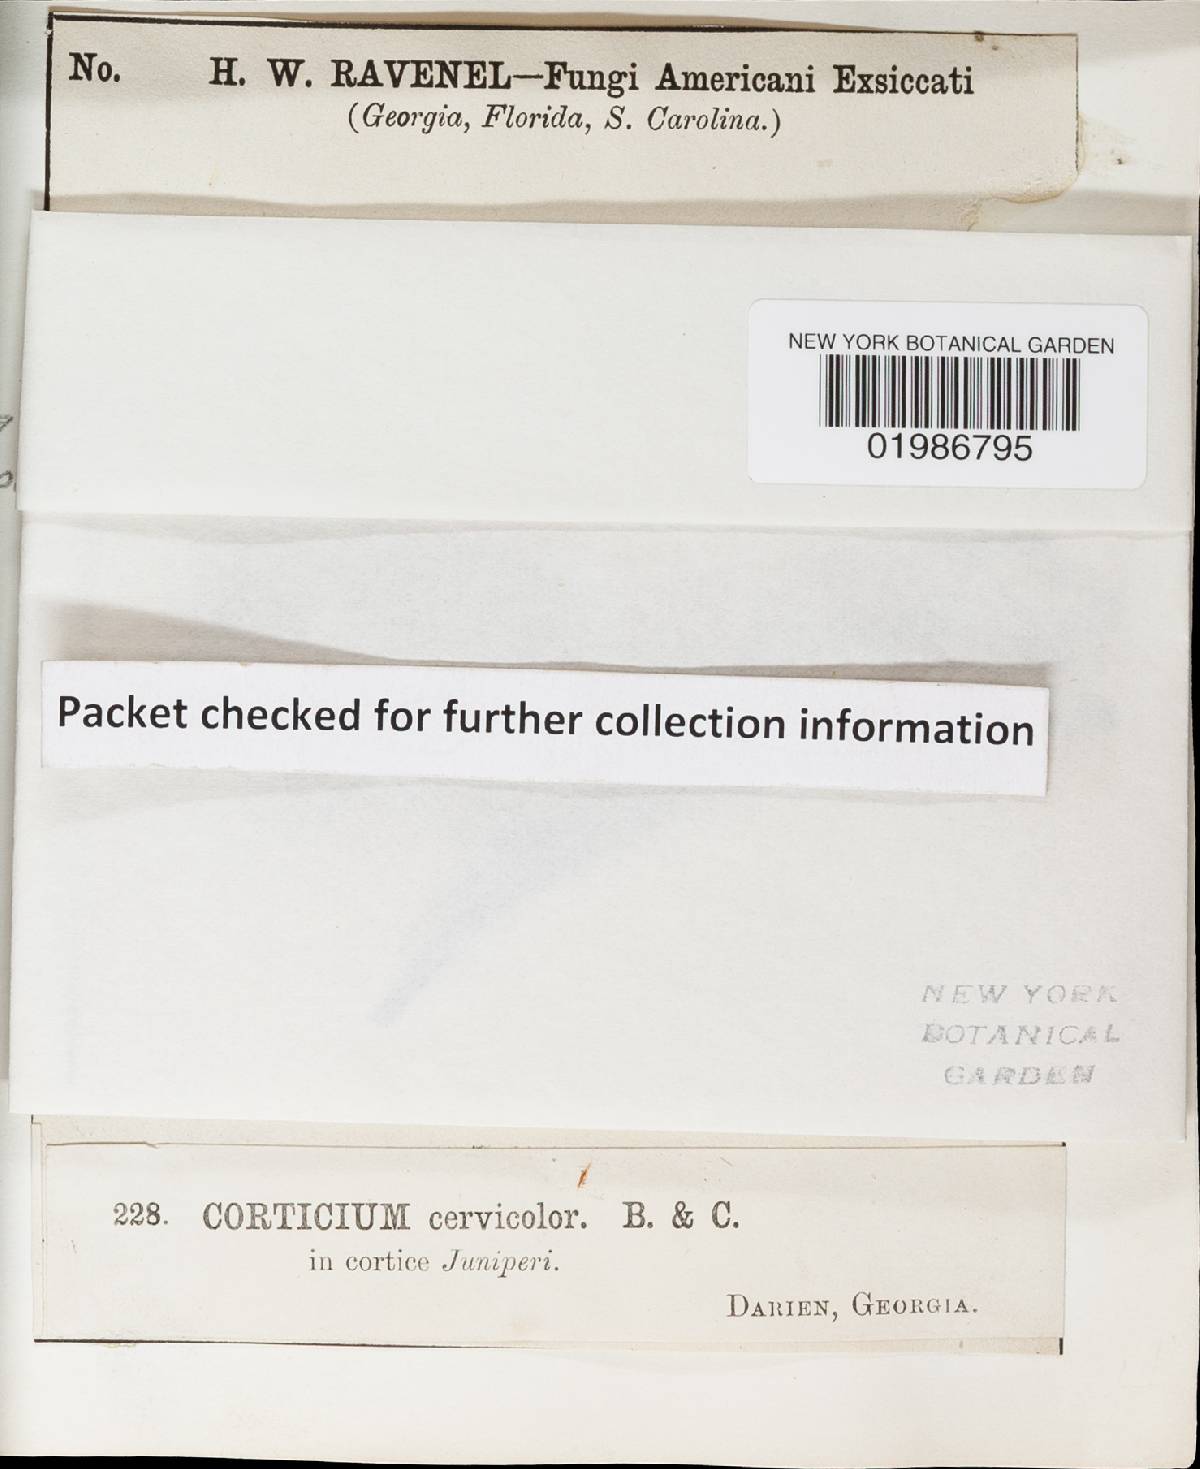 No. H. W. RAVENEL—Fungi Americani Exsiccati
(Georgia, Florida, S. Carolina.)
NEW YORK BOTANICAL GARDEN
01986795
Packet checked for further collection information
NEW YORK
BOTANICAL
GARDEN
228. CORTICIUM cervicolor. B. & C.
in cortice Juniperi.
DARIEN, GEORGIA.